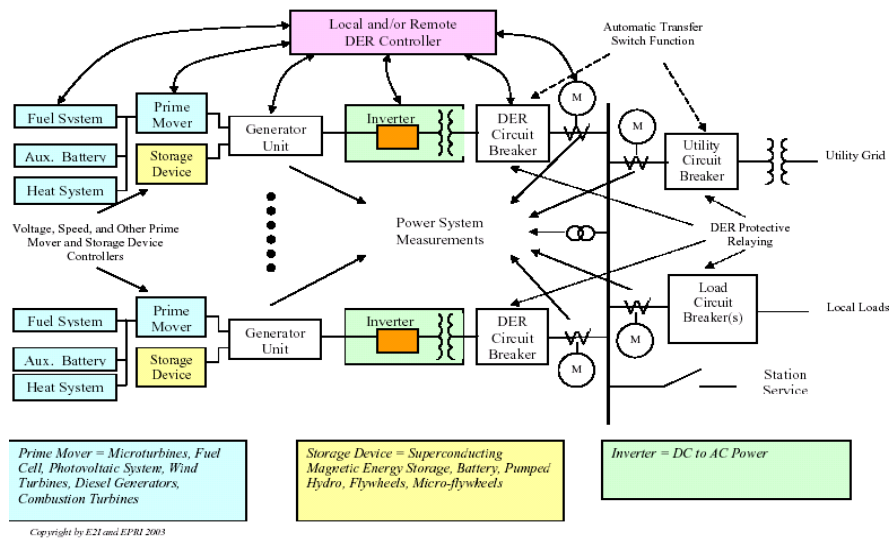 Local and/or Remote
DER Controller
Automatic Transfer
Switch Function
Fuel System
Prime
Mover
Generator
Unit
Inverter
DER
Circuit
Breaker
M
M
Aux. Battery
Storage
Device
Heat System
Utility
Circuit
Breaker
Utility Grid
Voltage, Speed, and Other Prime
Mover and Storage Device
Controllers
Power System
Measurements
DER Protective
Relaying
Fuel System
Prime
Mover
Generator
Unit
Inverter
DER
Circuit
Breaker
M
M
Load
Circuit
Breaker(s)
Local Loads
Aux. Battery
Storage
Device
Heat System
Station
Service
Prime Mover = Microturbines, Fuel
Cell, Photovoltaic System, Wind
Turbines, Diesel Generators,
Combustion Turbines
Storage Device = Superconducting
Magnetic Energy Storage, Battery, Pumped
Hydro, Flywheels, Micro-flywheels
Inverter = DC to AC Power
Copyright by E2I and EPRI 2003